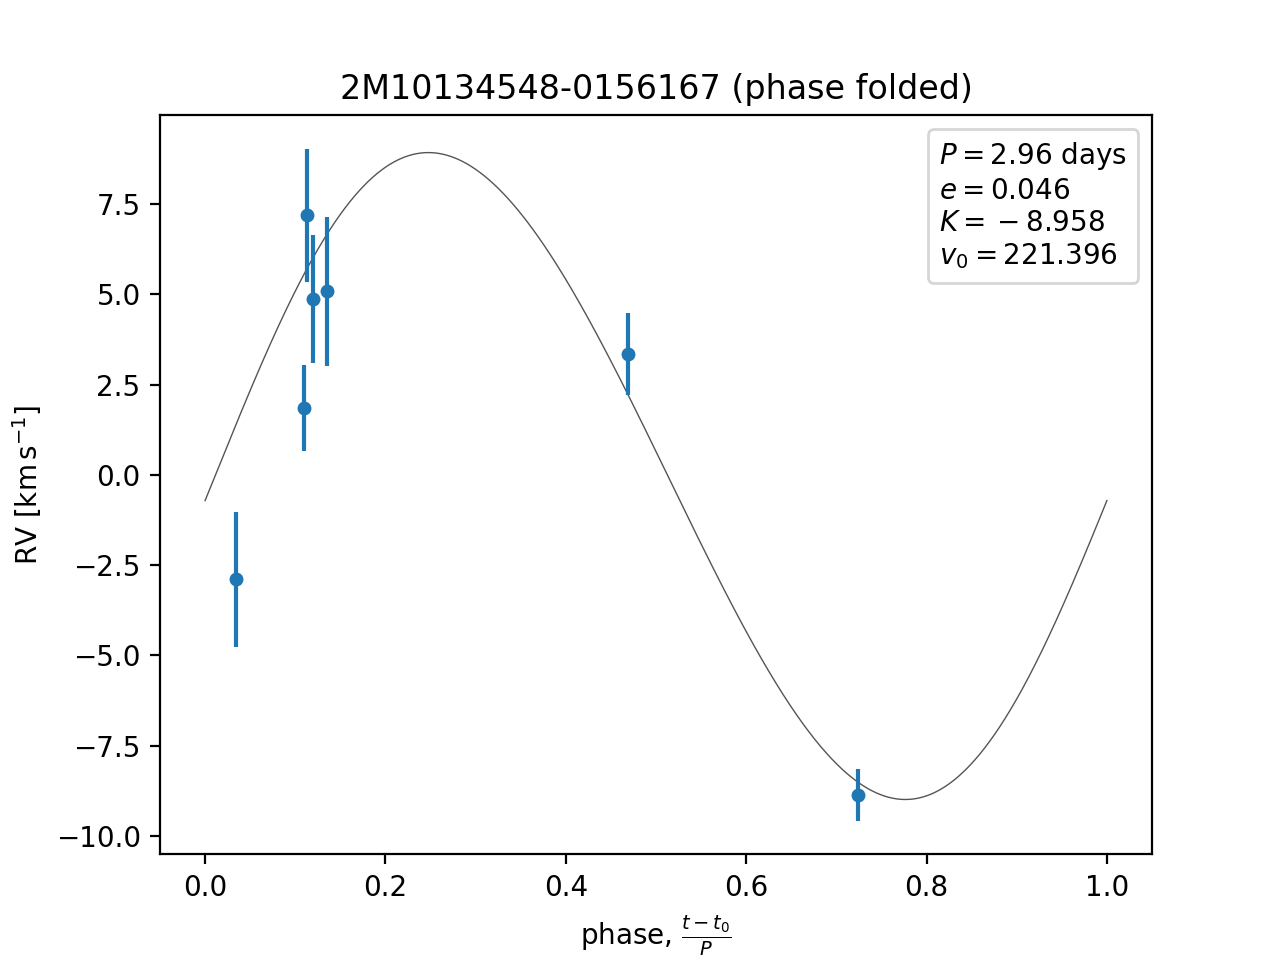 2M10134548-0156167 (phase folded)
P = 2.96 days
e = 0.046
K = −8.958
v₀ = 221.396
RV [km s⁻¹]
7.5
5.0
2.5
0.0
−2.5
−5.0
−7.5
−10.0
0.0 0.2 0.4 0.6 0.8 1.0
phase, (t − t₀)/P